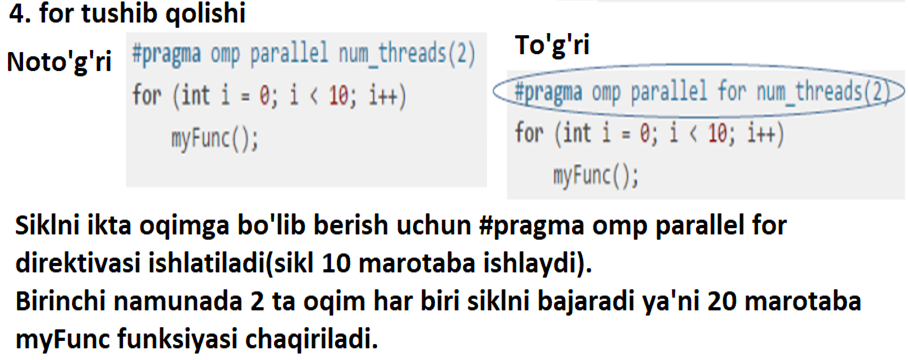 4. for tushib qolishi
Noto'g'ri
#pragma omp parallel num_threads(2)
for (int i = 0; i < 10; i++)
myFunc();
To'g'ri
#pragma omp parallel for num_threads(2)
for (int i = 0; i < 10; i++)
myFunc();
Siklni ikta oqimga bo'lib berish uchun #pragma omp parallel for
direktivasi ishlatiladi(sikl 10 marotaba ishlaydi).
Birinchi namunada 2 ta oqim har biri siklni bajaradi ya'ni 20 marotaba
myFunc funksiyasi chaqiriladi.